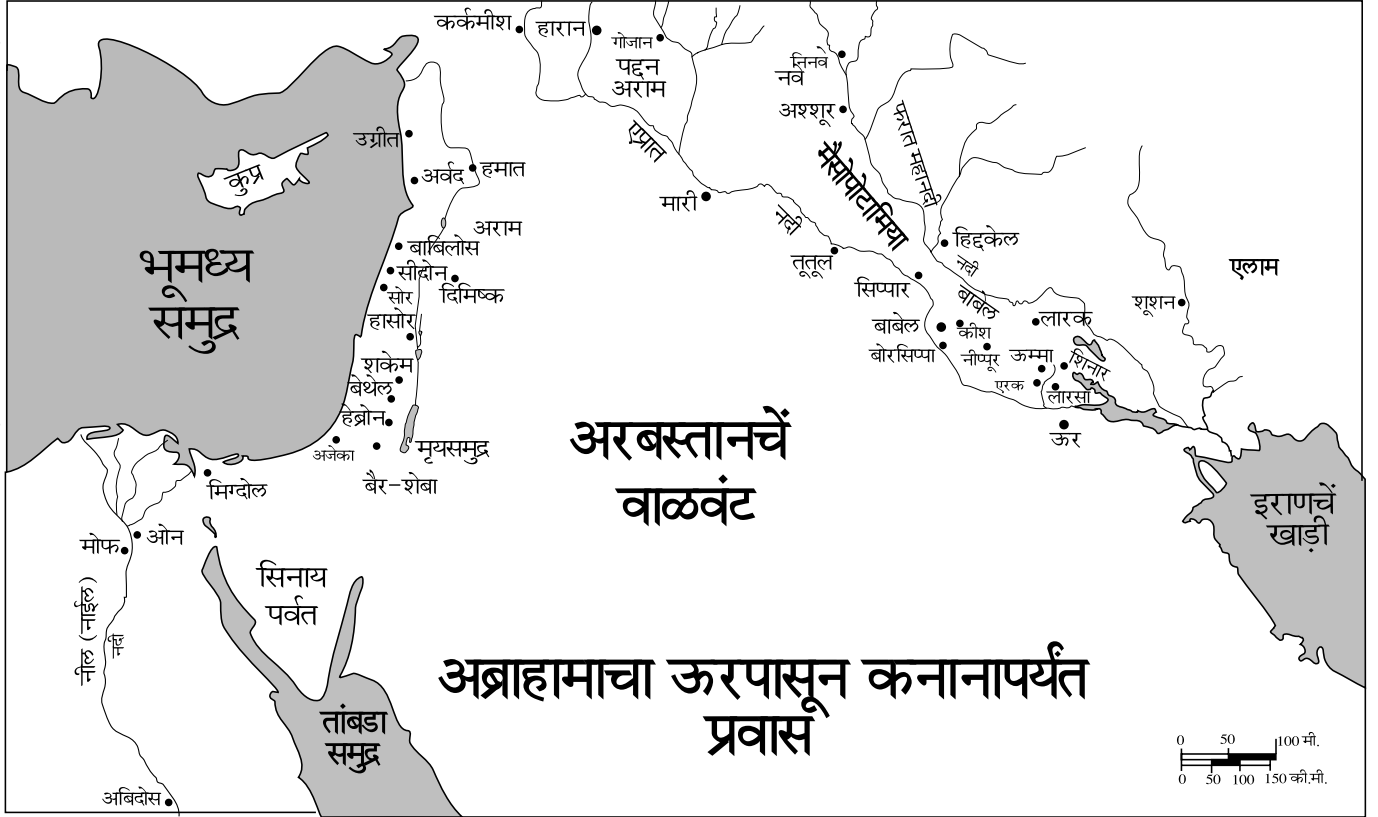 कर्कमीश
हारान
गोजान
पद्दन
अराम
निनवे
नवे
अश्शूर
फरात महानदी
उग्रीत
एप्रात
मेसोपोटामिया
कुप्र
अर्वद
हमात
मारी
नदी
अराम
हिद्दकेल
नदी
भूमध्य
समुद्र
बाबिलोस
सीदोन
दिमिष्क
सोर
तूतूल
सिप्पार
एलाम
शूशन
बाबेल
हासोर
बाबेल
कीश
लारक
बोरसिप्पा
नीप्पूर
ऊम्मा
शिनार
शकेम
बेथेल
एरक
लारसा
हेब्रोन
ऊर
अजेका
मृयसमुद्र
बैर-शेबा
अरबस्तानचें
वाळवंट
मिग्दोल
इराणचें
खाड़ी
ओन
मोफ
सिनाय
पर्वत
नील (नाईल)
नदी
अब्राहामाचा ऊरपासून कनानापर्यंत
प्रवास
तांबडा
समुद्र
0 50 100 मी.
0 50 100 150 की.मी.
अबिदोस